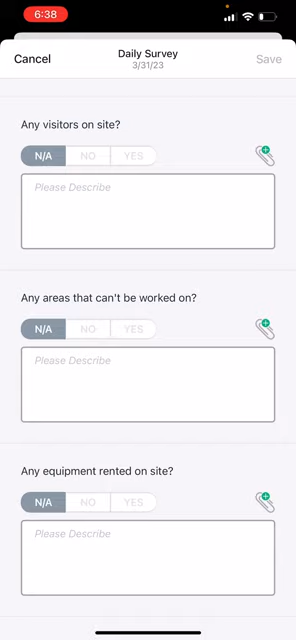 6:38
Cancel
Daily Survey
Save
3/31/23
Any visitors on site?
N/A NO YES
Please Describe
Any areas that can't be worked on?
N/A NO YES
Please Describe
Any equipment rented on site?
N/A NO YES
Please Describe